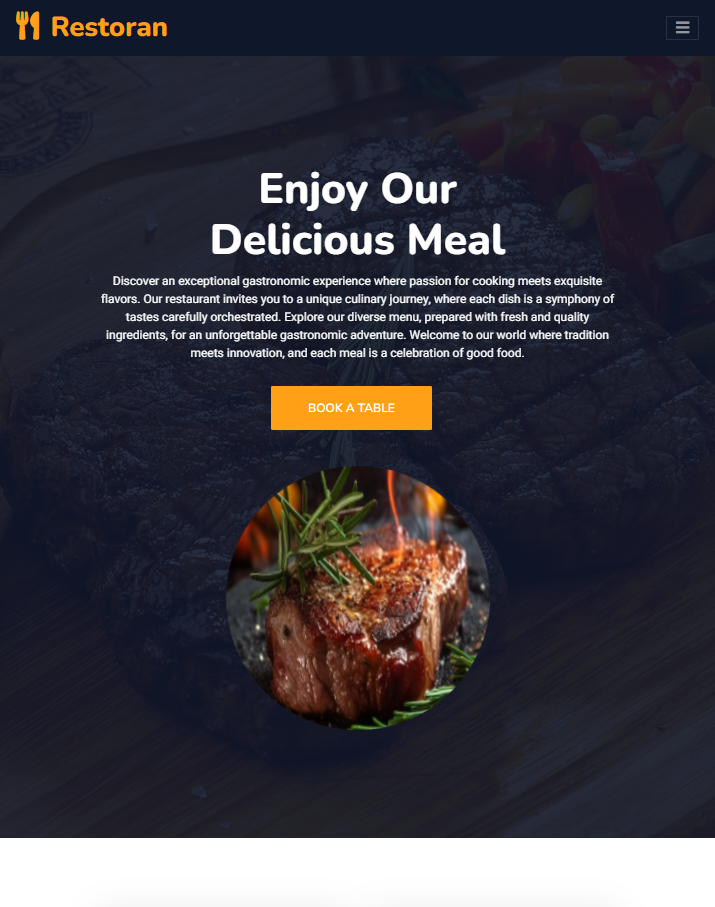 Restoran
Enjoy Our
Delicious Meal
Discover an exceptional gastronomic experience where passion for cooking meets exquisite
flavors. Our restaurant invites you to a unique culinary journey, where each dish is a symphony of
tastes carefully orchestrated. Explore our diverse menu, prepared with fresh and quality
ingredients, for an unforgettable gastronomic adventure. Welcome to our world where tradition
meets innovation, and each meal is a celebration of good food.
BOOK A TABLE